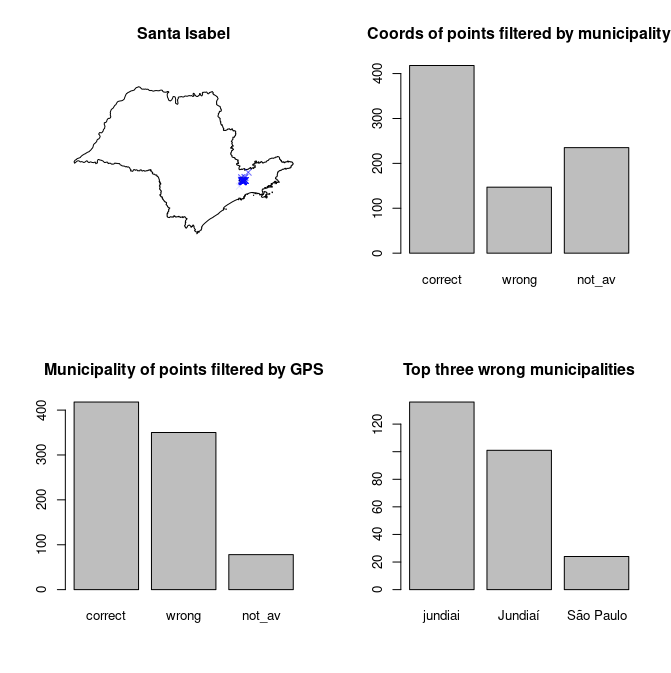 Santa Isabel
Coords of points filtered by municipality
400
300
200
100
0
correct wrong not_av
Municipality of points filtered by GPS
400
300
200
100
0
correct wrong not_av
Top three wrong municipalities
120
80
60
40
20
0
jundiai Jundiaí São Paulo